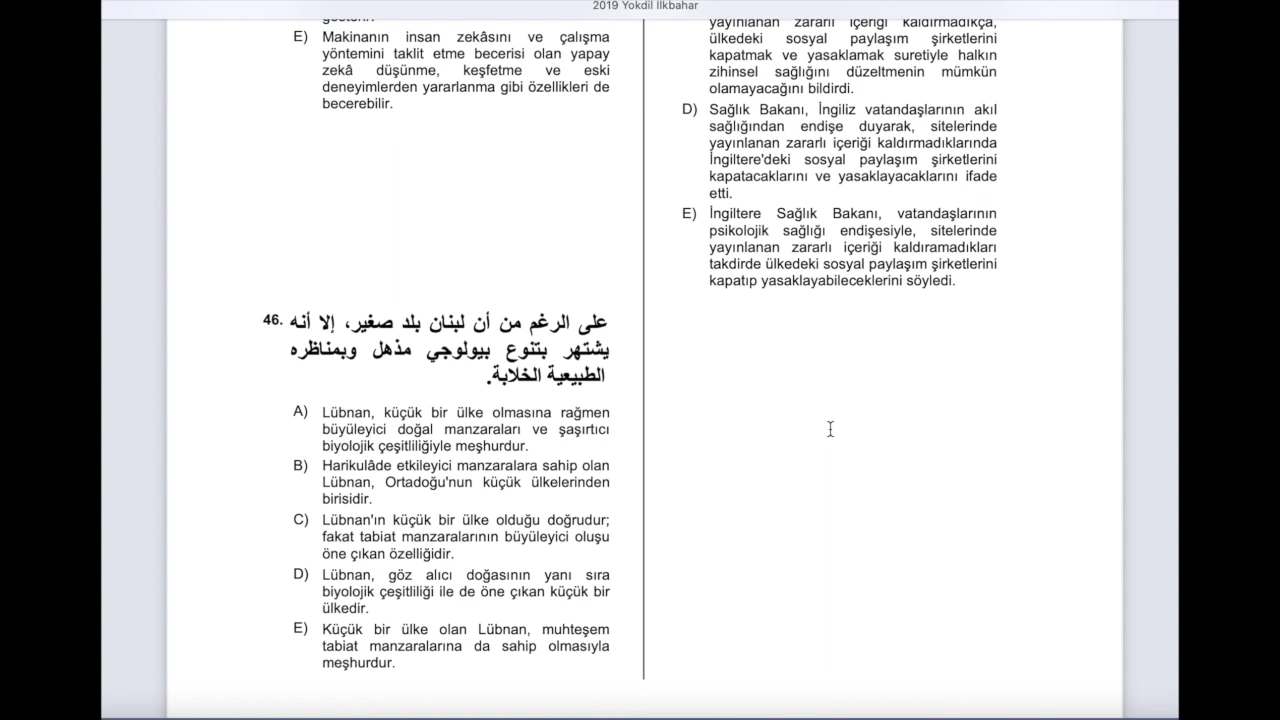 2019 Yokdil Ilkbahar
gösterir.
E) Makinanın insan zekâsını ve çalışma
yöntemini taklit etme becerisi olan yapay
zekâ düşünme, keşfetme ve eski
deneyimlerden yararlanma gibi özellikleri de
becerebilir.
46. على الرغم من أن لبنان بلد صغير، إلا أنه
يشتهر بتنوع بيولوجي مذهل وبمناظره
الطبيعية الخلابة.
A) Lübnan, küçük bir ülke olmasına rağmen
büyüleyici doğal manzaraları ve şaşırtıcı
biyolojik çeşitliliğiyle meşhurdur.
B) Harikulâde etkileyici manzaralara sahip olan
Lübnan, Ortadoğu'nun küçük ülkelerinden
birisidir.
C) Lübnan'ın küçük bir ülke olduğu doğrudur;
fakat tabiat manzaralarının büyüleyici oluşu
öne çıkan özelliğidir.
D) Lübnan, göz alıcı doğasının yanı sıra
biyolojik çeşitliliği ile de öne çıkan küçük bir
ülkedir.
E) Küçük bir ülke olan Lübnan, muhteşem
tabiat manzaralarına da sahip olmasıyla
meşhurdur.
yayınlanan zararlı içeriği kaldırmadıkça,
ülkedeki sosyal paylaşım şirketlerini
kapatmak ve yasaklamak suretiyle halkın
zihinsel sağlığını düzeltmenin mümkün
olamayacağını bildirdi.
D) Sağlık Bakanı, İngiliz vatandaşlarının akıl
sağlığından endişe duyarak, sitelerinde
yayınlanan zararlı içeriği kaldırmadıklarında
İngiltere'deki sosyal paylaşım şirketlerini
kapatacaklarını ve yasaklayacaklarını ifade
etti.
E) İngiltere Sağlık Bakanı, vatandaşlarının
psikolojik sağlığı endişesiyle, sitelerinde
yayınlanan zararlı içeriği kaldıramadıkları
takdirde ülkedeki sosyal paylaşım şirketlerini
kapatıp yasaklayabileceklerini söyledi.